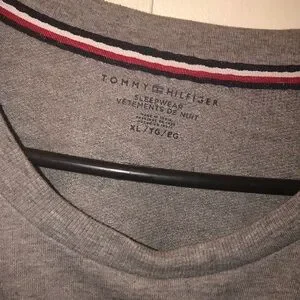 TOMMY HILFIGER
SLEEPWEAR
VÊTEMENTS DE NUIT
XL/TG/EG